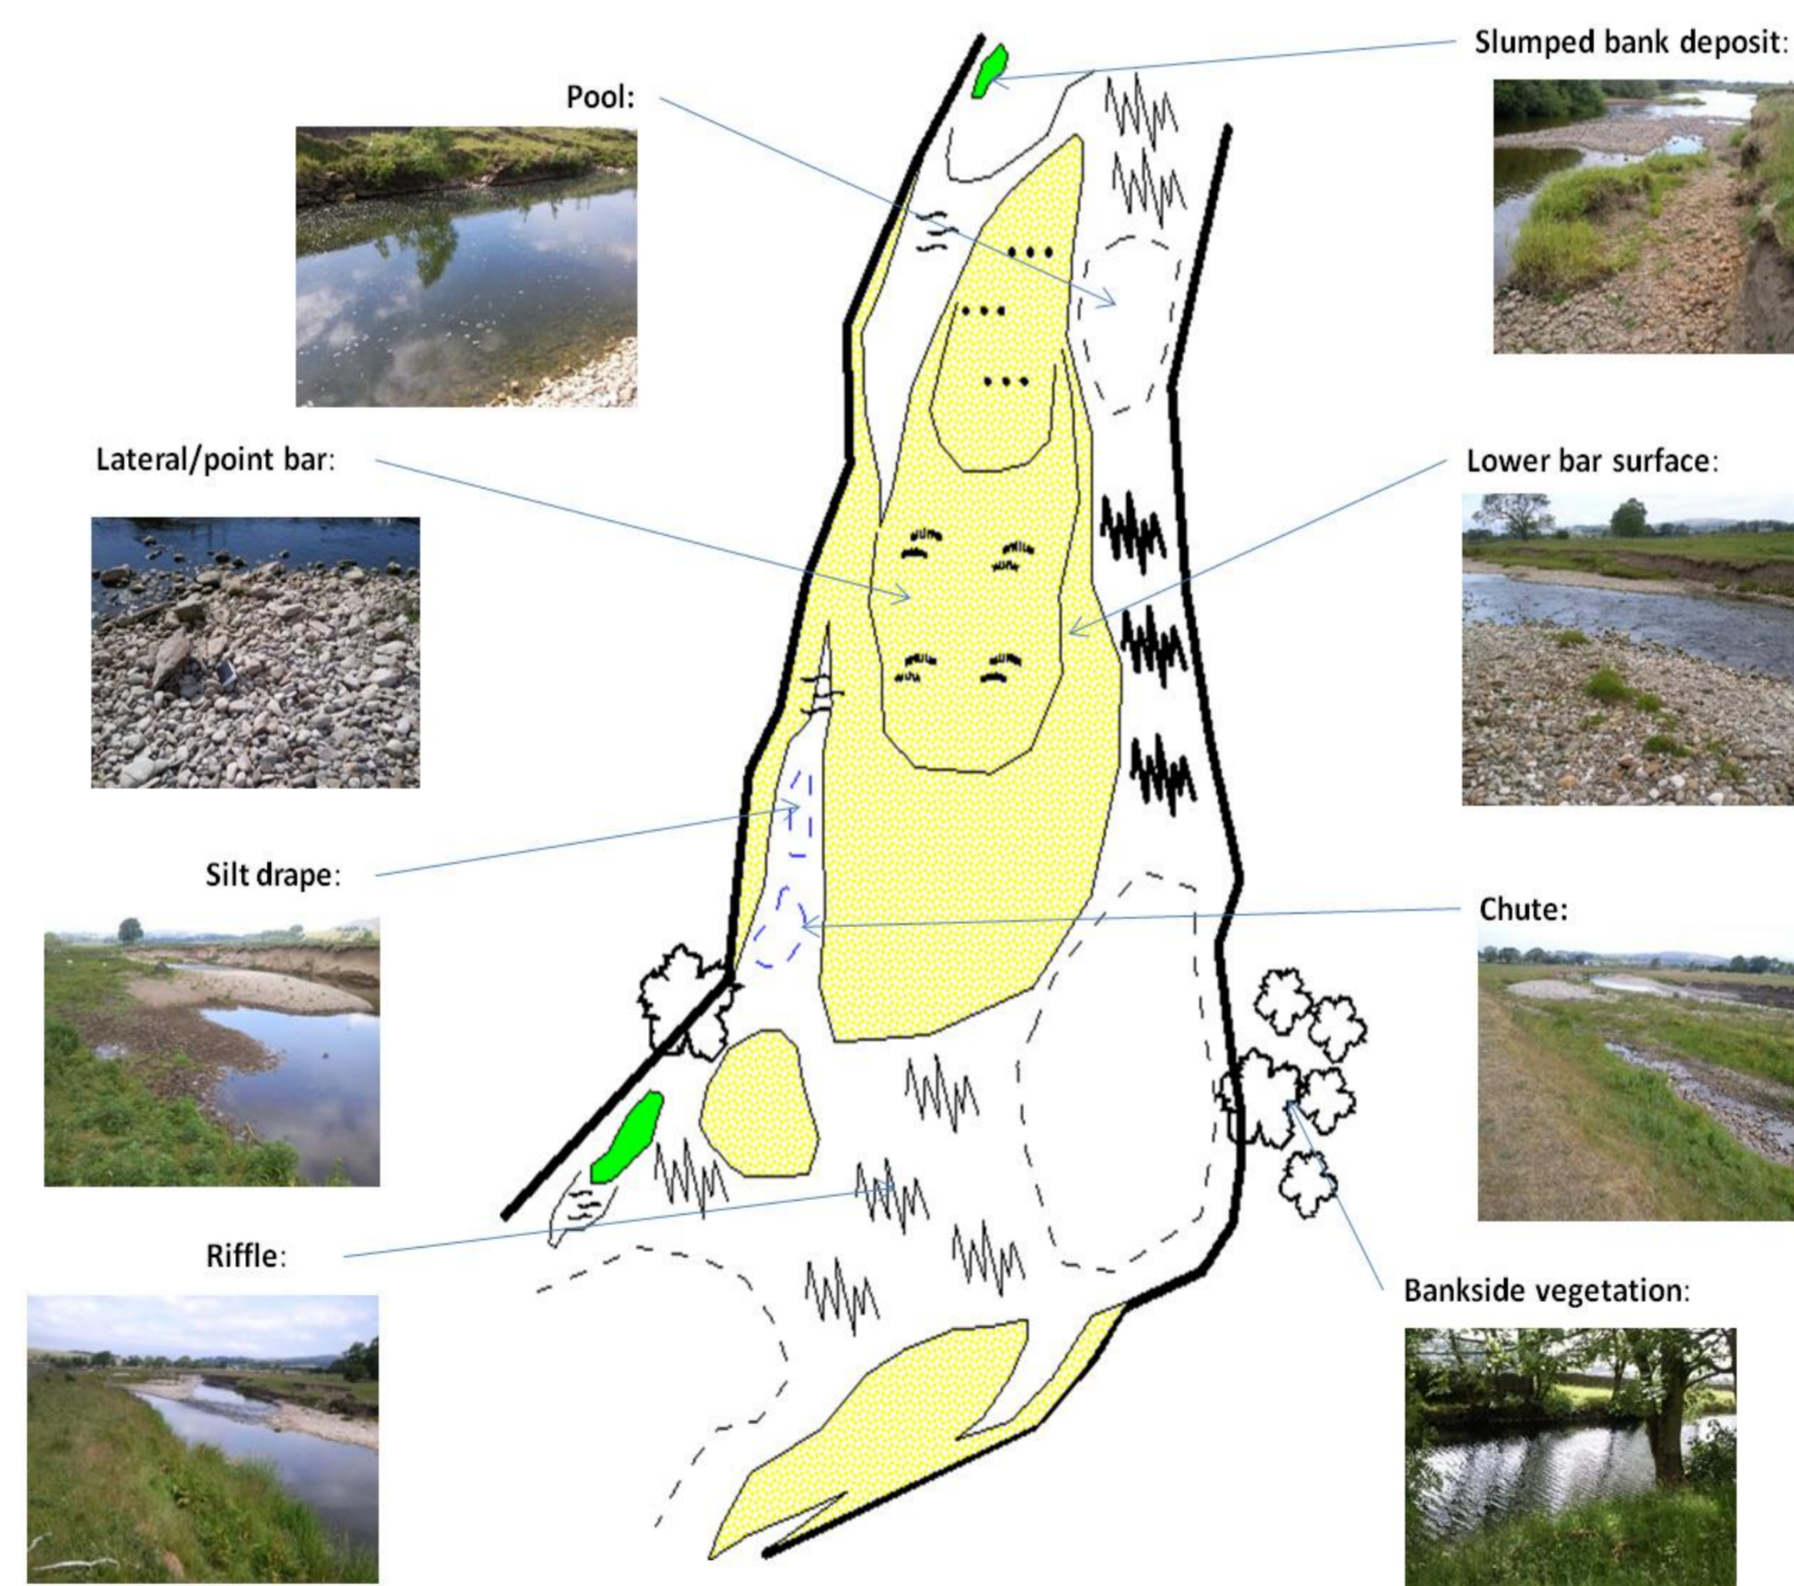 Slumped bank deposit:
Pool:
Lateral/point bar:
Lower bar surface:
Silt drape:
Chute:
Riffle:
Bankside vegetation: